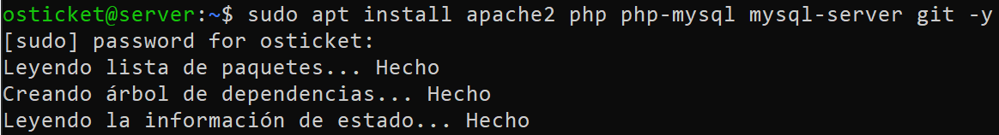 osticket@server:~$ sudo apt install apache2 php php-mysql mysql-server git -y
[sudo] password for osticket:
Leyendo lista de paquetes... Hecho
Creando árbol de dependencias... Hecho
Leyendo la información de estado... Hecho